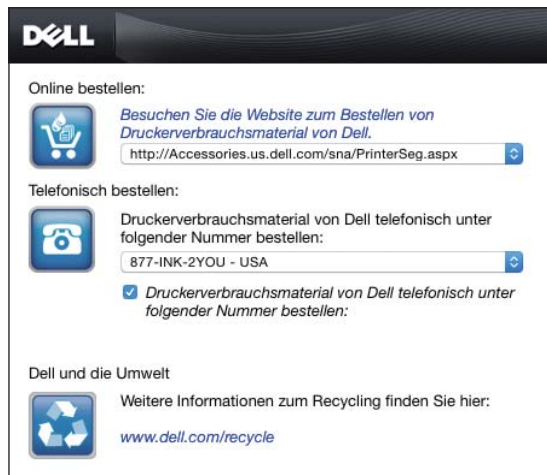 DELL
Online bestellen:
Besuchen Sie die Website zum Bestellen von
Druckerverbrauchsmaterial von Dell.
http://Accessories.us.dell.com/sna/PrinterSeg.aspx
Telefonisch bestellen:
Druckerverbrauchsmaterial von Dell telefonisch unter
folgender Nummer bestellen:
877-INK-2YOU - USA
Druckerverbrauchsmaterial von Dell telefonisch unter
folgender Nummer bestellen:
Dell und die Umwelt
Weitere Informationen zum Recycling finden Sie hier:
www.dell.com/recycle